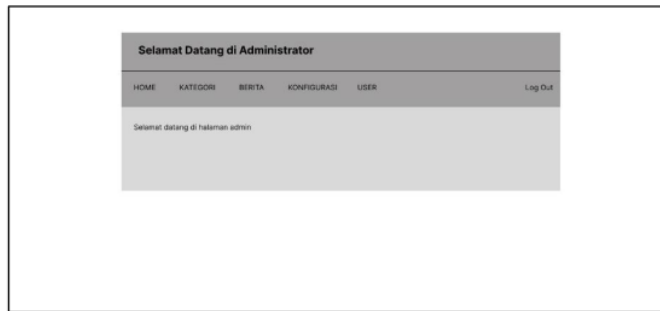 Selamat Datang di Administrator
HOME KATEGORI BERITA KONFIGURASI USER Log Out
Selamat datang di halaman admin